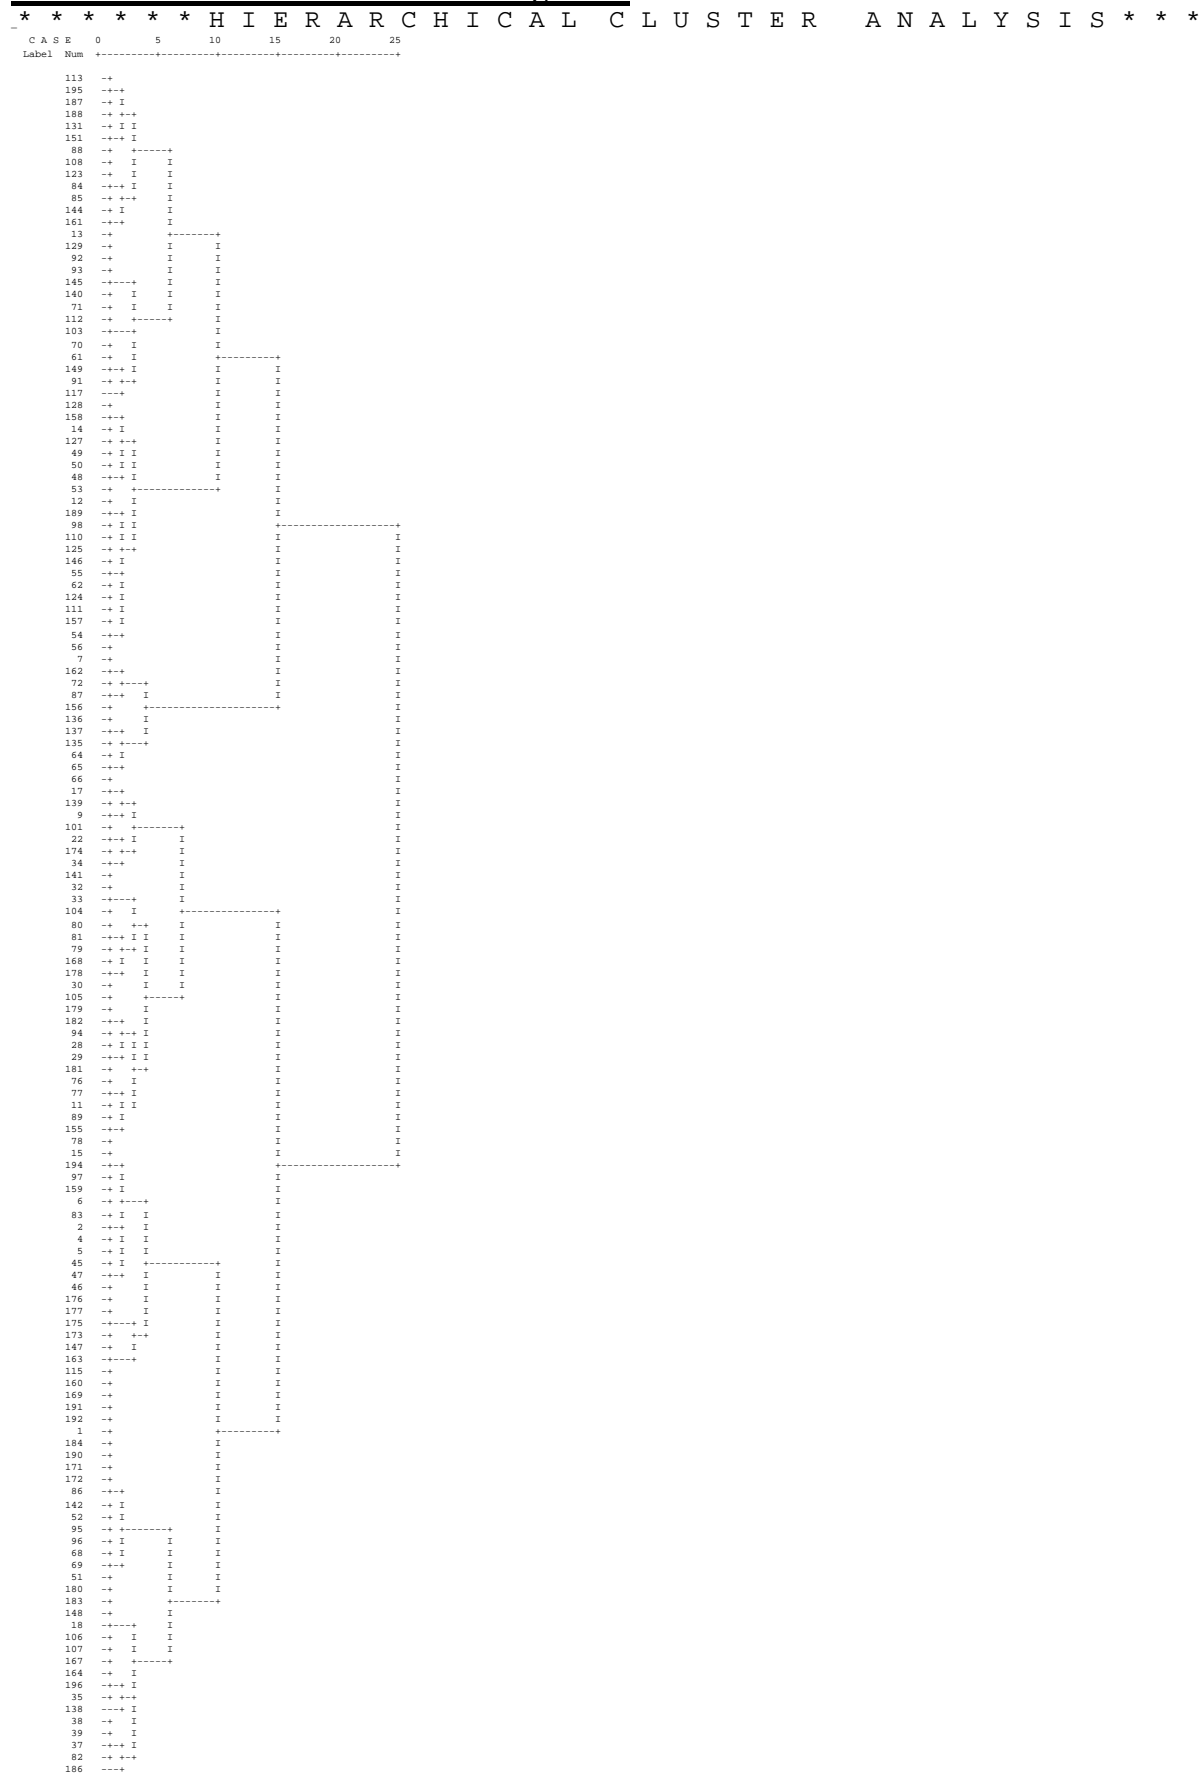 * * * * * * H I E R A R C H I C A L   C L U S T E R   A N A L Y S I S * * *
_
C A S E    0         5        10        15        20        25
Label  Num  +---------+---------+---------+---------+---------+
113   -+
195   -+-+
187   -+ I
188   -+ +-+
131   -+ I I
151   -+-+ I
88   -+   +-----+
108   -+   I     I
123   -+   I     I
84   -+-+ I     I
85   -+ +-+     I
144   -+ I       I
161   -+-+       I
13   -+         +-------+
129   -+         I       I
92   -+         I       I
93   -+         I       I
145   -+---+     I       I
140   -+   I     I       I
71   -+   I     I       I
112   -+   +-----+       I
103   -+---+             I
70   -+   I             I
61   -+   I             +---------+
149   -+-+ I             I         I
91   -+ +-+             I         I
117   ---+               I         I
128   -+                 I         I
158   -+-+               I         I
14   -+ I               I         I
127   -+ +-+             I         I
49   -+ I I             I         I
50   -+ I I             I         I
48   -+-+ I             I         I
53   -+   +-------------+         I
12   -+   I                       I
189   -+-+ I                       I
98   -+ I I                       +-------------------+
110   -+ I I                       I                   I
125   -+ +-+                       I                   I
146   -+ I                         I                   I
55   -+-+                         I                   I
62   -+ I                         I                   I
124   -+ I                         I                   I
111   -+ I                         I                   I
157   -+ I                         I                   I
54   -+-+                         I                   I
56   -+                           I                   I
7   -+                           I                   I
162   -+-+                         I                   I
72   -+ +---+                     I                   I
87   -+-+   I                     I                   I
156   -+     +---------------------+                   I
136   -+     I                                         I
137   -+-+   I                                         I
135   -+ +---+                                         I
64   -+ I                                             I
65   -+-+                                             I
66   -+                                               I
17   -+-+                                             I
139   -+ +-+                                           I
9   -+-+ I                                           I
101   -+   +-------+                                   I
22   -+-+ I       I                                   I
174   -+ +-+       I                                   I
34   -+-+         I                                   I
141   -+           I                                   I
32   -+           I                                   I
33   -+---+       I                                   I
104   -+   I       +---------------+                   I
80   -+   +-+     I               I                   I
81   -+-+ I I     I               I                   I
79   -+ +-+ I     I               I                   I
168   -+ I   I     I               I                   I
178   -+-+   I     I               I                   I
30   -+     I     I               I                   I
105   -+     +-----+               I                   I
179   -+     I                     I                   I
182   -+-+   I                     I                   I
94   -+ +-+ I                     I                   I
28   -+ I I I                     I                   I
29   -+-+ I I                     I                   I
181   -+   +-+                     I                   I
76   -+   I                       I                   I
77   -+-+ I                       I                   I
11   -+ I I                       I                   I
89   -+ I                         I                   I
155   -+-+                         I                   I
78   -+                           I                   I
15   -+                           I                   I
194   -+-+                         +-------------------+
97   -+ I                         I
159   -+ I                         I
6   -+ +---+                     I
83   -+ I   I                     I
2   -+-+   I                     I
4   -+ I   I                     I
5   -+ I   I                     I
45   -+ I   +-----------+         I
47   -+-+   I           I         I
46   -+     I           I         I
176   -+     I           I         I
177   -+     I           I         I
175   -+---+ I           I         I
173   -+   +-+           I         I
147   -+   I             I         I
163   -+---+             I         I
115   -+                 I         I
160   -+                 I         I
169   -+                 I         I
191   -+                 I         I
192   -+                 I         I
1   -+                 +---------+
184   -+                 I
190   -+                 I
171   -+                 I
172   -+                 I
86   -+-+               I
142   -+ I               I
52   -+ I               I
95   -+ +-------+       I
96   -+ I       I       I
68   -+ I       I       I
69   -+-+       I       I
51   -+         I       I
180   -+         I       I
183   -+         +-------+
148   -+         I
18   -+---+     I
106   -+   I     I
107   -+   I     I
167   -+   +-----+
164   -+   I
196   -+-+ I
35   -+ +-+
138   ---+ I
38   -+   I
39   -+   I
37   -+-+ I
82   -+ +-+
186   ---+